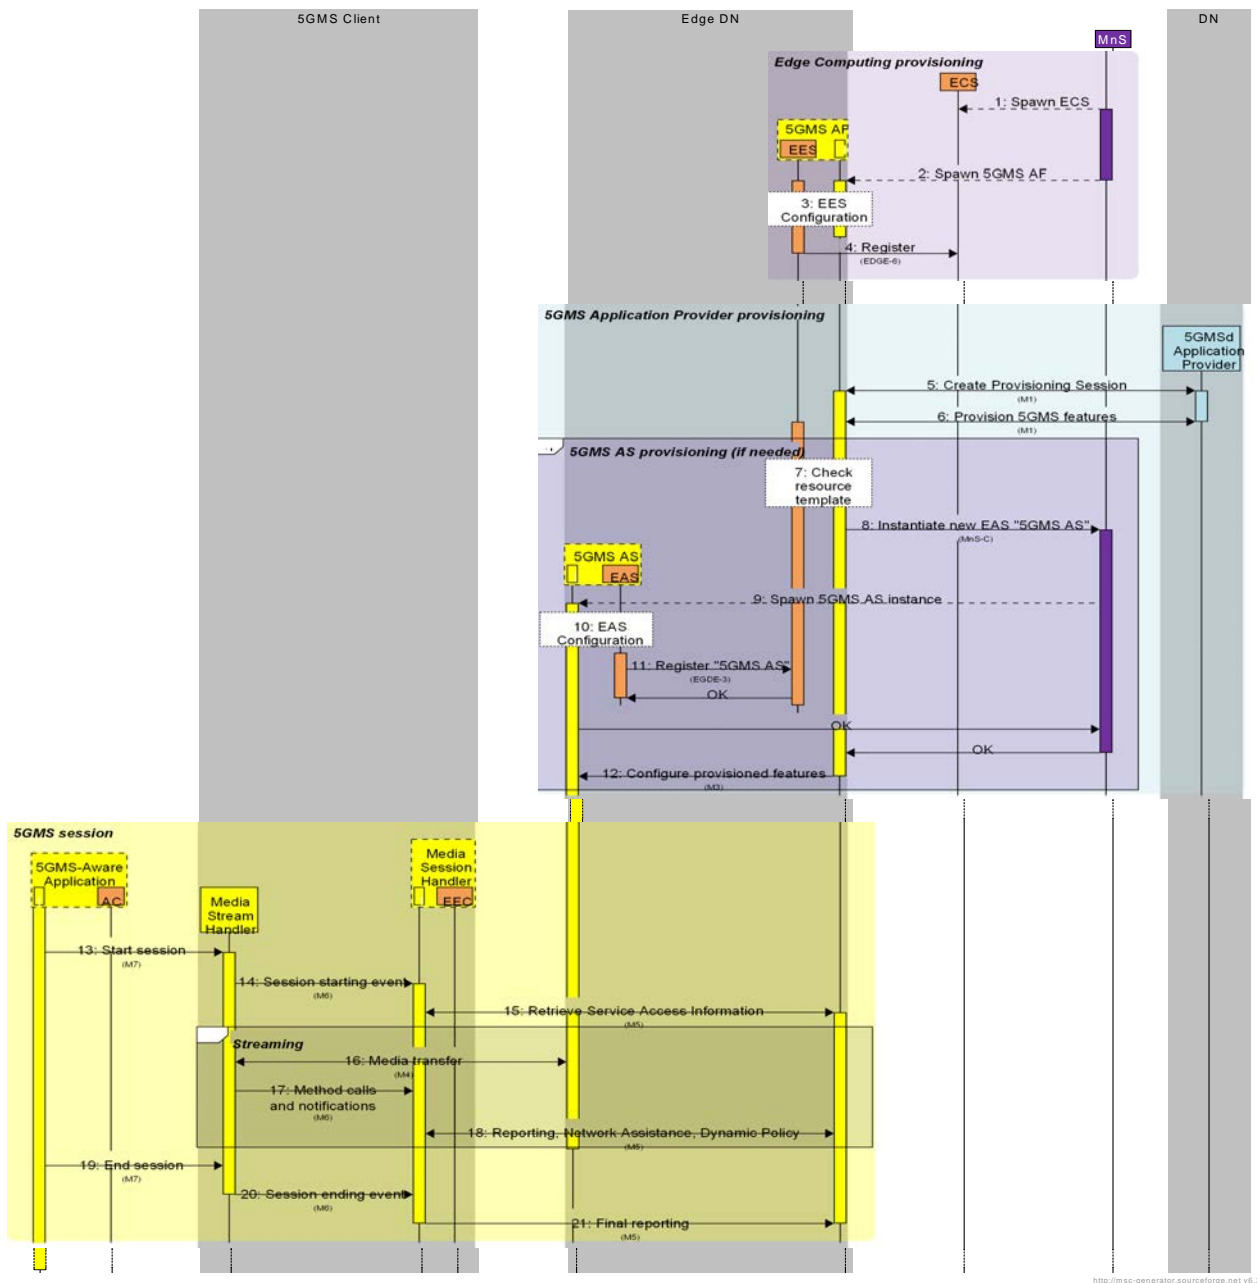 5GMS Client
Edge DN
DN
MnS
Edge Computing provisioning
ECS
1: Spawn ECS
5GMS AF
EES
2: Spawn 5GMS AF
3: EES
Configuration
4: Register
(EDGE-6)
5GMS Application Provider provisioning
5GMSd
Application
Provider
5: Create Provisioning Session
(M1)
6: Provision 5GMS features
(M1)
5GMS AS provisioning (if needed)
7: Check
resource
template
8: Instantiate new EAS "5GMS AS"
(MnS-C)
5GMS AS
EAS
9: Spawn 5GMS AS instance
10: EAS
Configuration
11: Register "5GMS AS"
(EGDE-3)
OK
OK
OK
12: Configure provisioned features
(M3)
5GMS session
5GMS-Aware
Application
AC
Media
Stream
Handler
Media
Session
Handler
EEC
13: Start session
(M7)
14: Session starting event
(M6)
15: Retrieve Service Access Information
(M5)
Streaming
16: Media transfer
(M4)
17: Method calls
and notifications
(M6)
18: Reporting, Network Assistance, Dynamic Policy
(M5)
19: End session
(M7)
20: Session ending event
(M6)
21: Final reporting
(M5)
http://msc-generator.sourceforge.net v6.